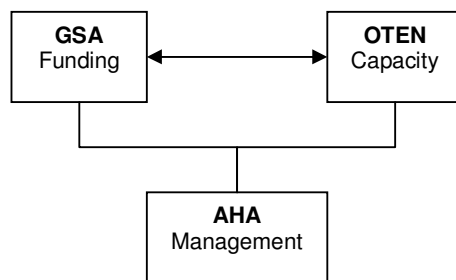 GSA
Funding
OTEN
Capacity
AHA
Management